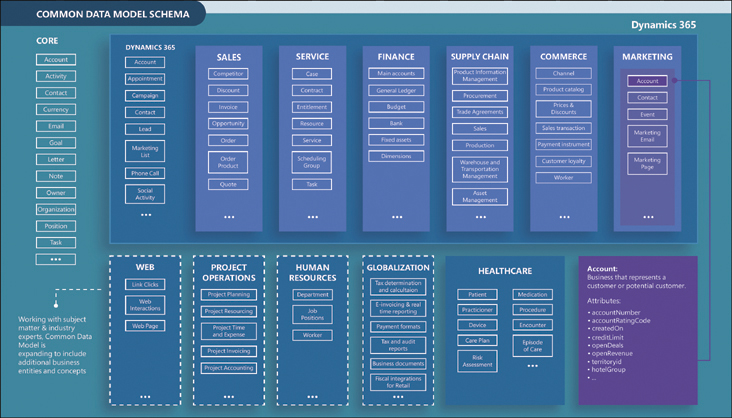 COMMON DATA MODEL SCHEMA
Dynamics 365
CORE
Account
Activity
Contact
Currency
Email
Goal
Letter
Note
Owner
Organization
Position
Task
...
DYNAMICS 365
Account
Appointment
Campaign
Contact
Lead
Marketing
List
Phone Call
Social
Activity
...
SALES
Competitor
Discount
Invoice
Opportunity
Order
Order
Product
Quote
...
SERVICE
Case
Contract
Entitlement
Resource
Service
Scheduling
Group
Task
...
FINANCE
Main accounts
General Ledger
Budget
Bank
Fixed assets
Dimensions
...
SUPPLY CHAIN
Product Information
Management
Procurement
Trade Agreements
Sales
Production
Warehouse and
Transportation
Management
Asset
Management
...
COMMERCE
Channel
Product catalog
Prices &
Discounts
Sales transaction
Payment instrument
Customer loyalty
Worker
...
MARKETING
Account
Contact
Event
Marketing
Email
Marketing
Page
...
Working with subject
matter & industry
experts, Common Data
Model is
expanding to include
additional business
entities and concepts
WEB
Link Clicks
Web
Interactions
Web Page
...
PROJECT
OPERATIONS
Project Planning
Project Resourcing
Project Time
and Expense
Project Invoicing
Project Accounting
...
HUMAN
RESOURCES
Department
Job
Positions
Worker
...
GLOBALIZATION
Tax determination
and calcultaion
E-invoicing & real
time reporting
Payment formats
Tax and audit
reports
Business documents
Fiscal integrations
for Retail
...
HEALTHCARE
Patient
Practitioner
Device
Care Plan
Risk
Assessment
Medication
Procedure
Encounter
Episode
of Care
...
Account:
Business that represents a
customer or potential customer.
Attributes:
• accountNumber
• accountRatingCode
• createdOn
• creditLimit
• openDeals
• openRevenue
• territoryId
• hotelGroup
• ...